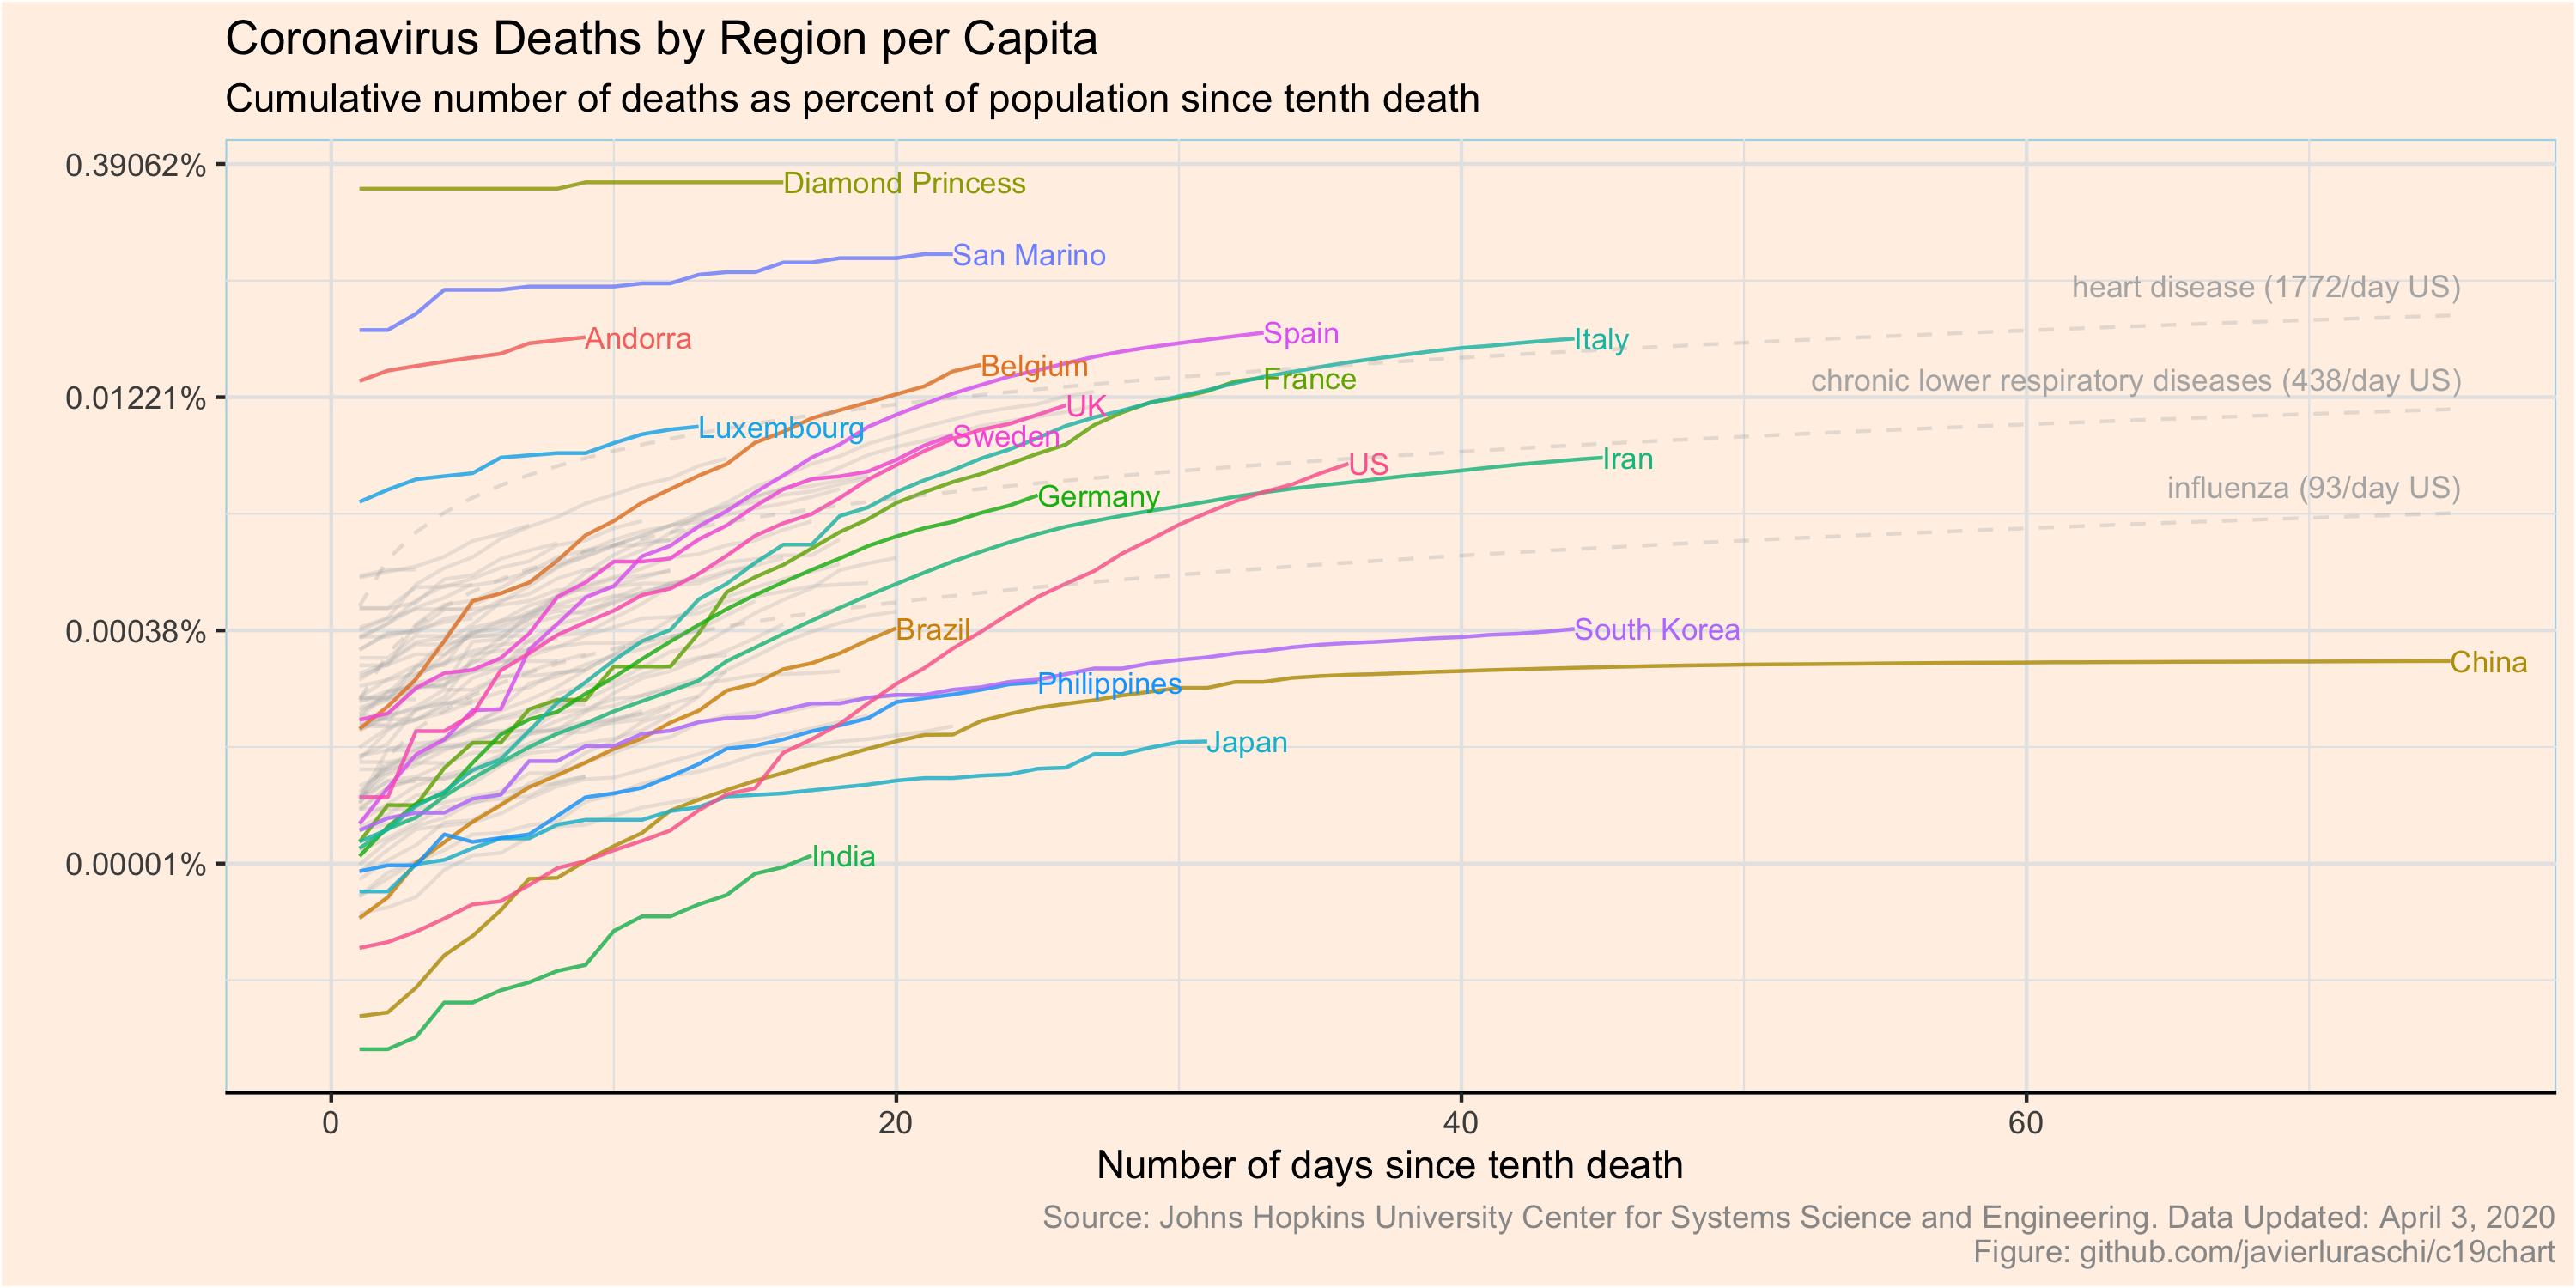 Coronavirus Deaths by Region per Capita
Cumulative number of deaths as percent of population since tenth death
0.39062%
Diamond Princess
San Marino
heart disease (1772/day US)
Andorra
Spain
Italy
Belgium
France
chronic lower respiratory diseases (438/day US)
0.01221%
UK
Luxembourg
Sweden
US
Iran
influenza (93/day US)
Germany
0.00038%
Brazil
South Korea
China
Philippines
Japan
0.00001%
India
0 20 40 60
Number of days since tenth death
Source: Johns Hopkins University Center for Systems Science and Engineering. Data Updated: April 3, 2020
Figure: github.com/javierluraschi/c19chart